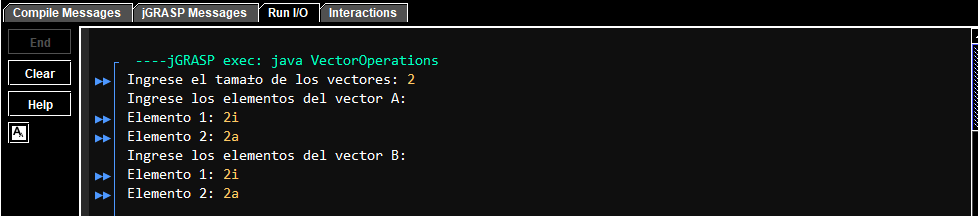 Compile Messages jGRASP Messages Run I/O Interactions
End
Clear
Help
----jGRASP exec: java VectorOperations
Ingrese el tama±o de los vectores: 2
Ingrese los elementos del vector A:
Elemento 1: 2i
Elemento 2: 2a
Ingrese los elementos del vector B:
Elemento 1: 2i
Elemento 2: 2a